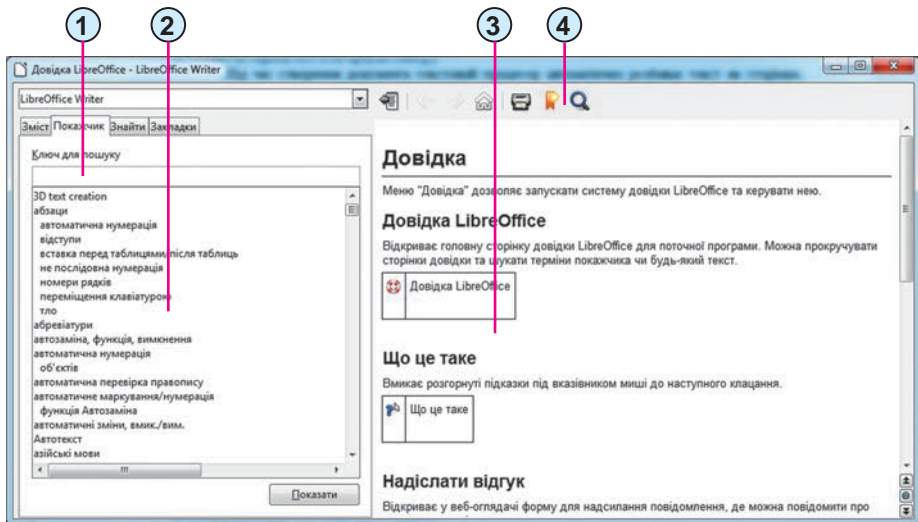 1 2 3 4
Довідка LibreOffice - LibreOffice Writer
LibreOffice Writer
Зміст Покажчик Знайти Закладки
Ключ для пошуку
3D text creation
абзаци
автоматична нумерація
відступи
вставка перед таблицями/після таблиць
не послідовна нумерація
номери рядків
переміщення клавіатурою
тло
абревіатури
автозаміна, функція, вимкнення
автоматична нумерація
об'єктів
автоматична перевірка правопису
автоматичне маркування/нумерація
функція Автозаміна
автоматичні зміни, вмик./вим.
Автотекст
азійські мови
Показати
Довідка
Меню "Довідка" дозволяє запускати систему довідки LibreOffice та керувати нею.
Довідка LibreOffice
Відкриває головну сторінку довідки LibreOffice для поточної програми. Можна прокручувати
сторінки довідки та шукати терміни покажчика чи будь-який текст.
Довідка LibreOffice
Що це таке
Вмикає розгорнуті підказки під вказівником миші до наступного клацання.
Що це таке
Надіслати відгук
Відкриває у веб-оглядачі форму для надсилання повідомлення, де можна повідомити про